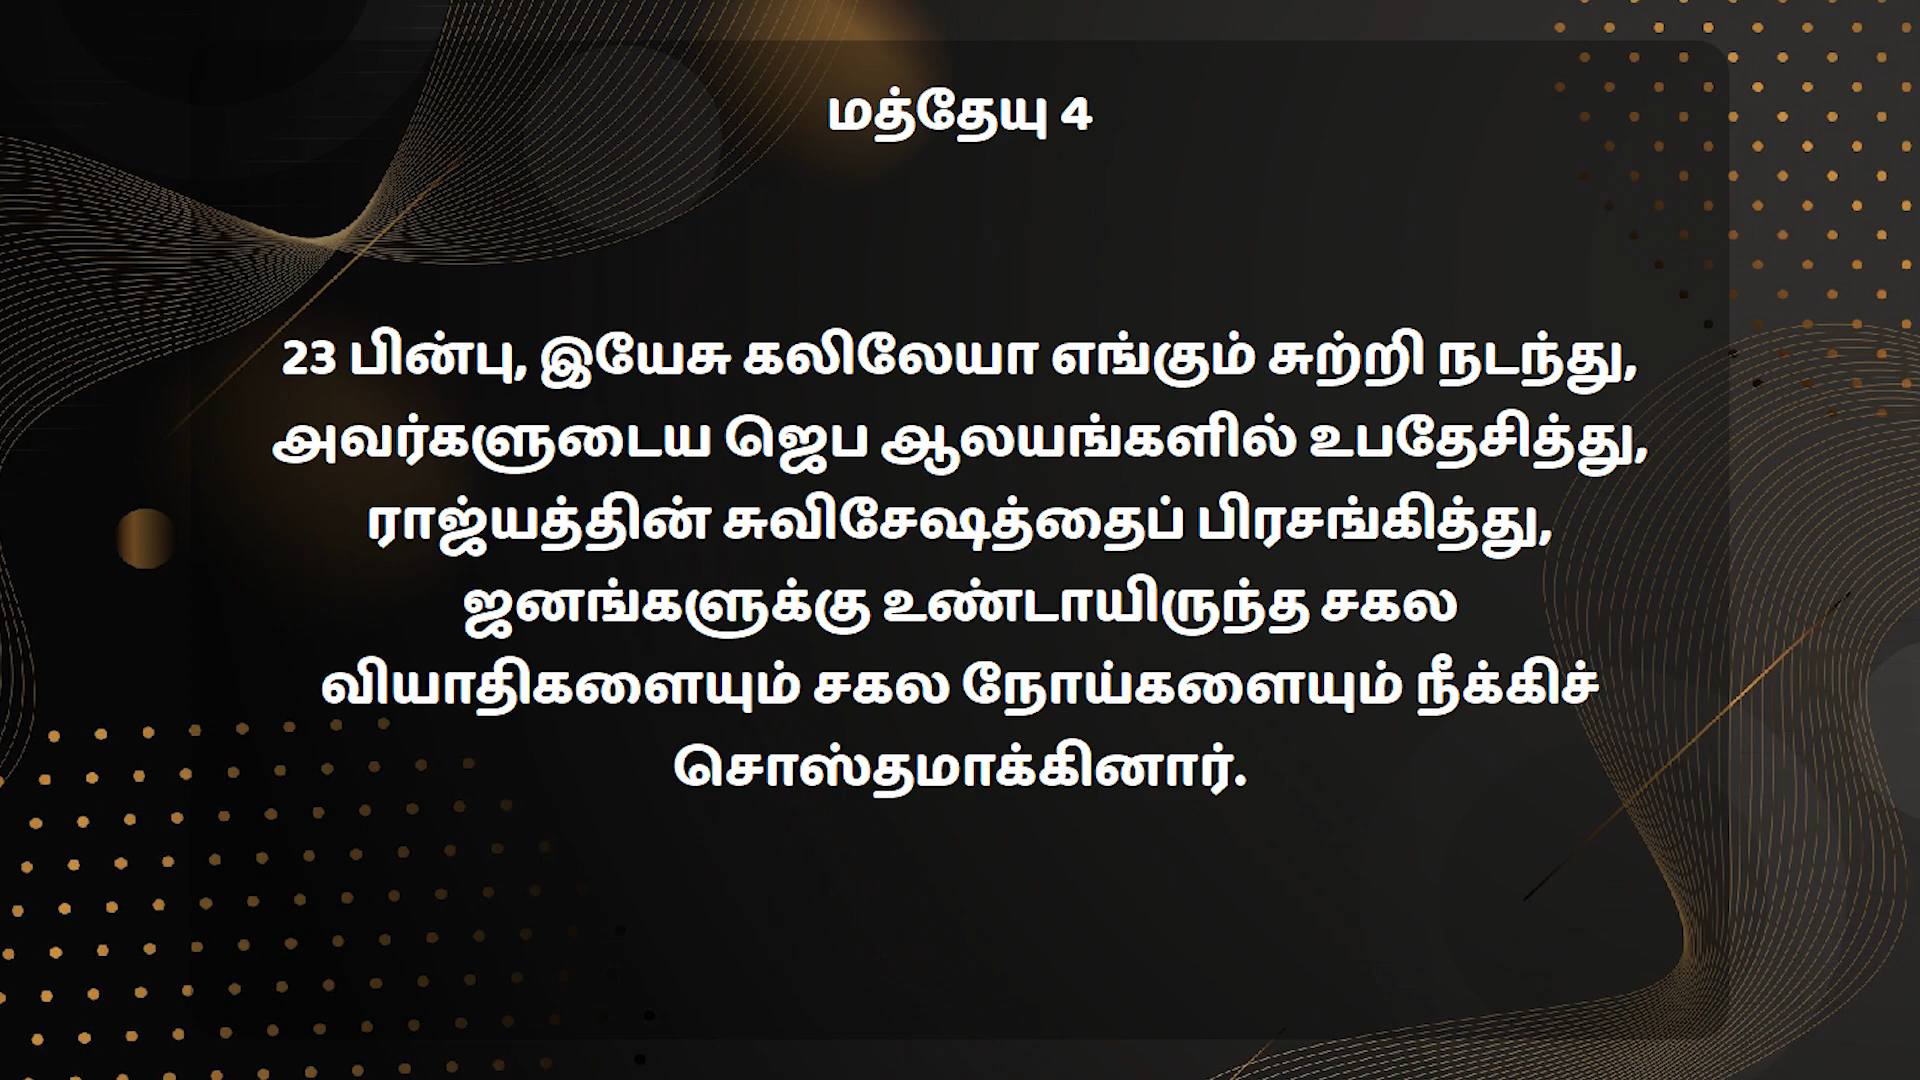 மத்தேயு 4
23 பின்பு, இயேசு கலிலேயா எங்கும் சுற்றி நடந்து,
அவர்களுடைய ஜெப ஆலயங்களில் உபதேசித்து,
ராஜ்யத்தின் சுவிசேஷத்தைப் பிரசங்கித்து,
ஜனங்களுக்கு உண்டாயிருந்த சகல
வியாதிகளையும் சகல நோய்களையும் நீக்கிச்
சொஸ்தமாக்கினார்.